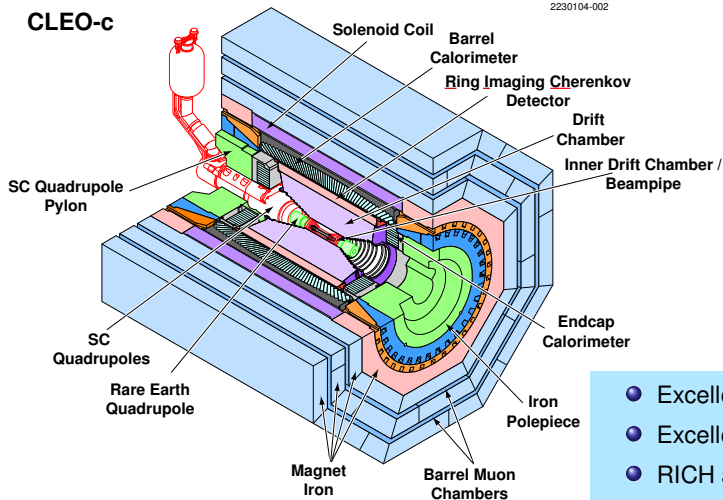 CLEO-c
2230104-002
Solenoid Coil
Barrel
Calorimeter
Ring Imaging Cherenkov
Detector
Drift
Chamber
Inner Drift Chamber /
Beampipe
SC Quadrupole
Pylon
SC
Quadrupoles
Rare Earth
Quadrupole
Magnet
Iron
Barrel Muon
Chambers
Iron
Polepiece
Endcap
Calorimeter
Excelle
Excelle
RICH